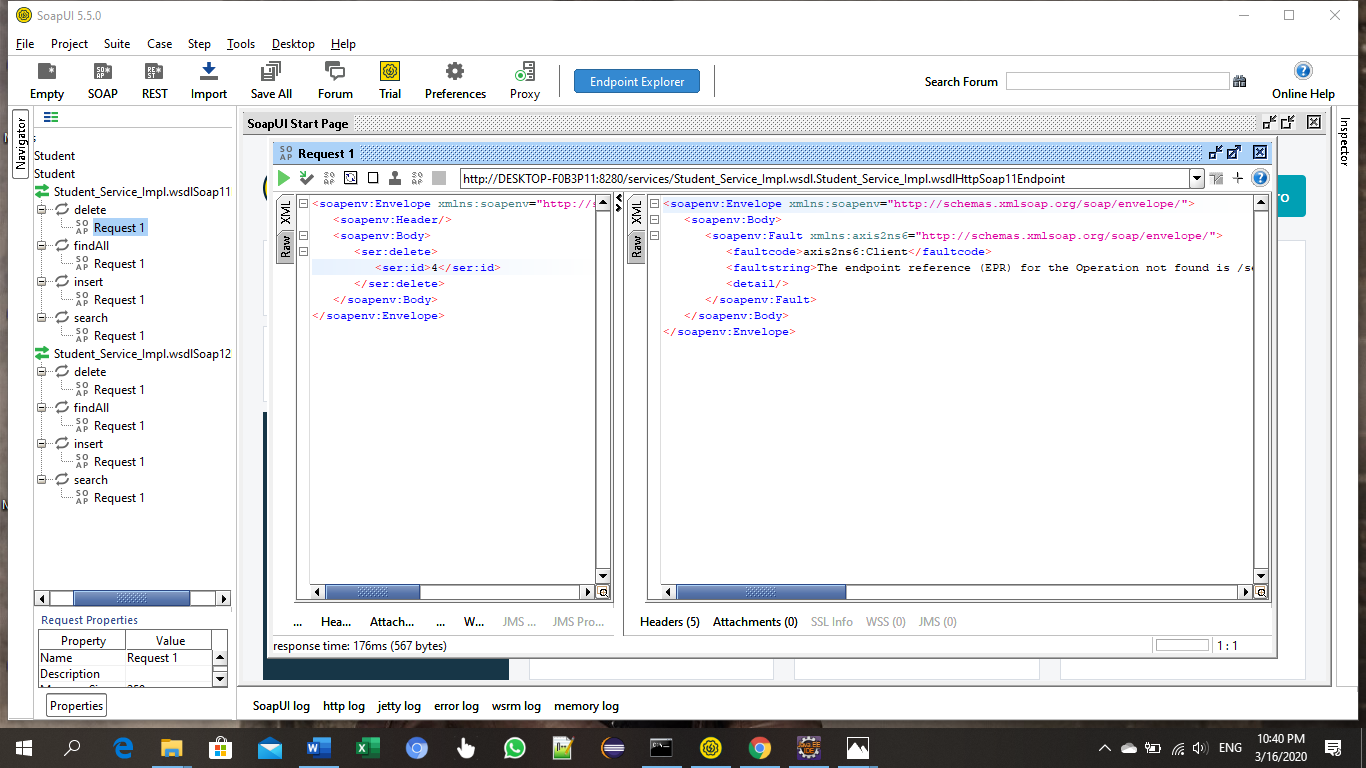 SoapUI 5.5.0
File Project Suite Case Step Tools Desktop Help
Empty SOAP REST Import Save All Forum Trial Preferences Proxy Endpoint Explorer Search Forum Online Help
Navigator
Student
Student
Student_Service_Impl.wsdlSoap11
delete
Request 1
findAll
Request 1
insert
Request 1
search
Request 1
Student_Service_Impl.wsdlSoap12
delete
Request 1
findAll
Request 1
insert
Request 1
search
Request 1
Request Properties
Property Value
Name Request 1
Description
Properties
SoapUI Start Page
Request 1
http://DESKTOP-F0B3P11:8280/services/Student_Service_Impl.wsdl.Student_Service_Impl.wsdlHttpSoap11Endpoint
XML
Raw
<soapenv:Envelope xmlns:soapenv="http://s
<soapenv:Header/>
<soapenv:Body>
<ser:delete>
<ser:id>4</ser:id>
</ser:delete>
</soapenv:Body>
</soapenv:Envelope>
XML
Raw
<soapenv:Envelope xmlns:soapenv="http://schemas.xmlsoap.org/soap/envelope/">
<soapenv:Body>
<soapenv:Fault xmlns:axis2ns6="http://schemas.xmlsoap.org/soap/envelope/">
<faultcode>axis2ns6:Client</faultcode>
<faultstring>The endpoint reference (EPR) for the Operation not found is /se
<detail/>
</soapenv:Fault>
</soapenv:Body>
</soapenv:Envelope>
... Hea... Attach... ... W... JMS ... JMS Pro...
Headers (5) Attachments (0) SSL Info WSS (0) JMS (0)
response time: 176ms (567 bytes)
1 : 1
Inspector
SoapUI log http log jetty log error log wsrm log memory log
ENG
10:40 PM
3/16/2020